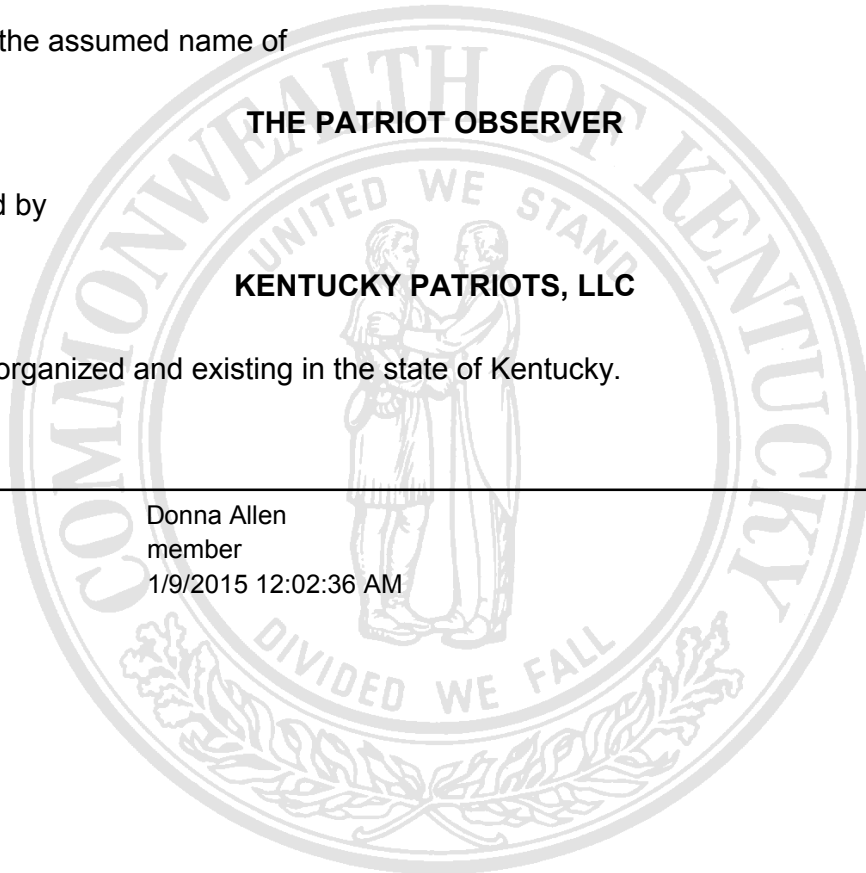 the assumed name of
THE PATRIOT OBSERVER
d by
KENTUCKY PATRIOTS, LLC
organized and existing in the state of Kentucky.
Donna Allen
member
1/9/2015 12:02:36 AM
COMMONWEALTH OF KENTUCKY
UNITED WE STAND
DIVIDED WE FALL